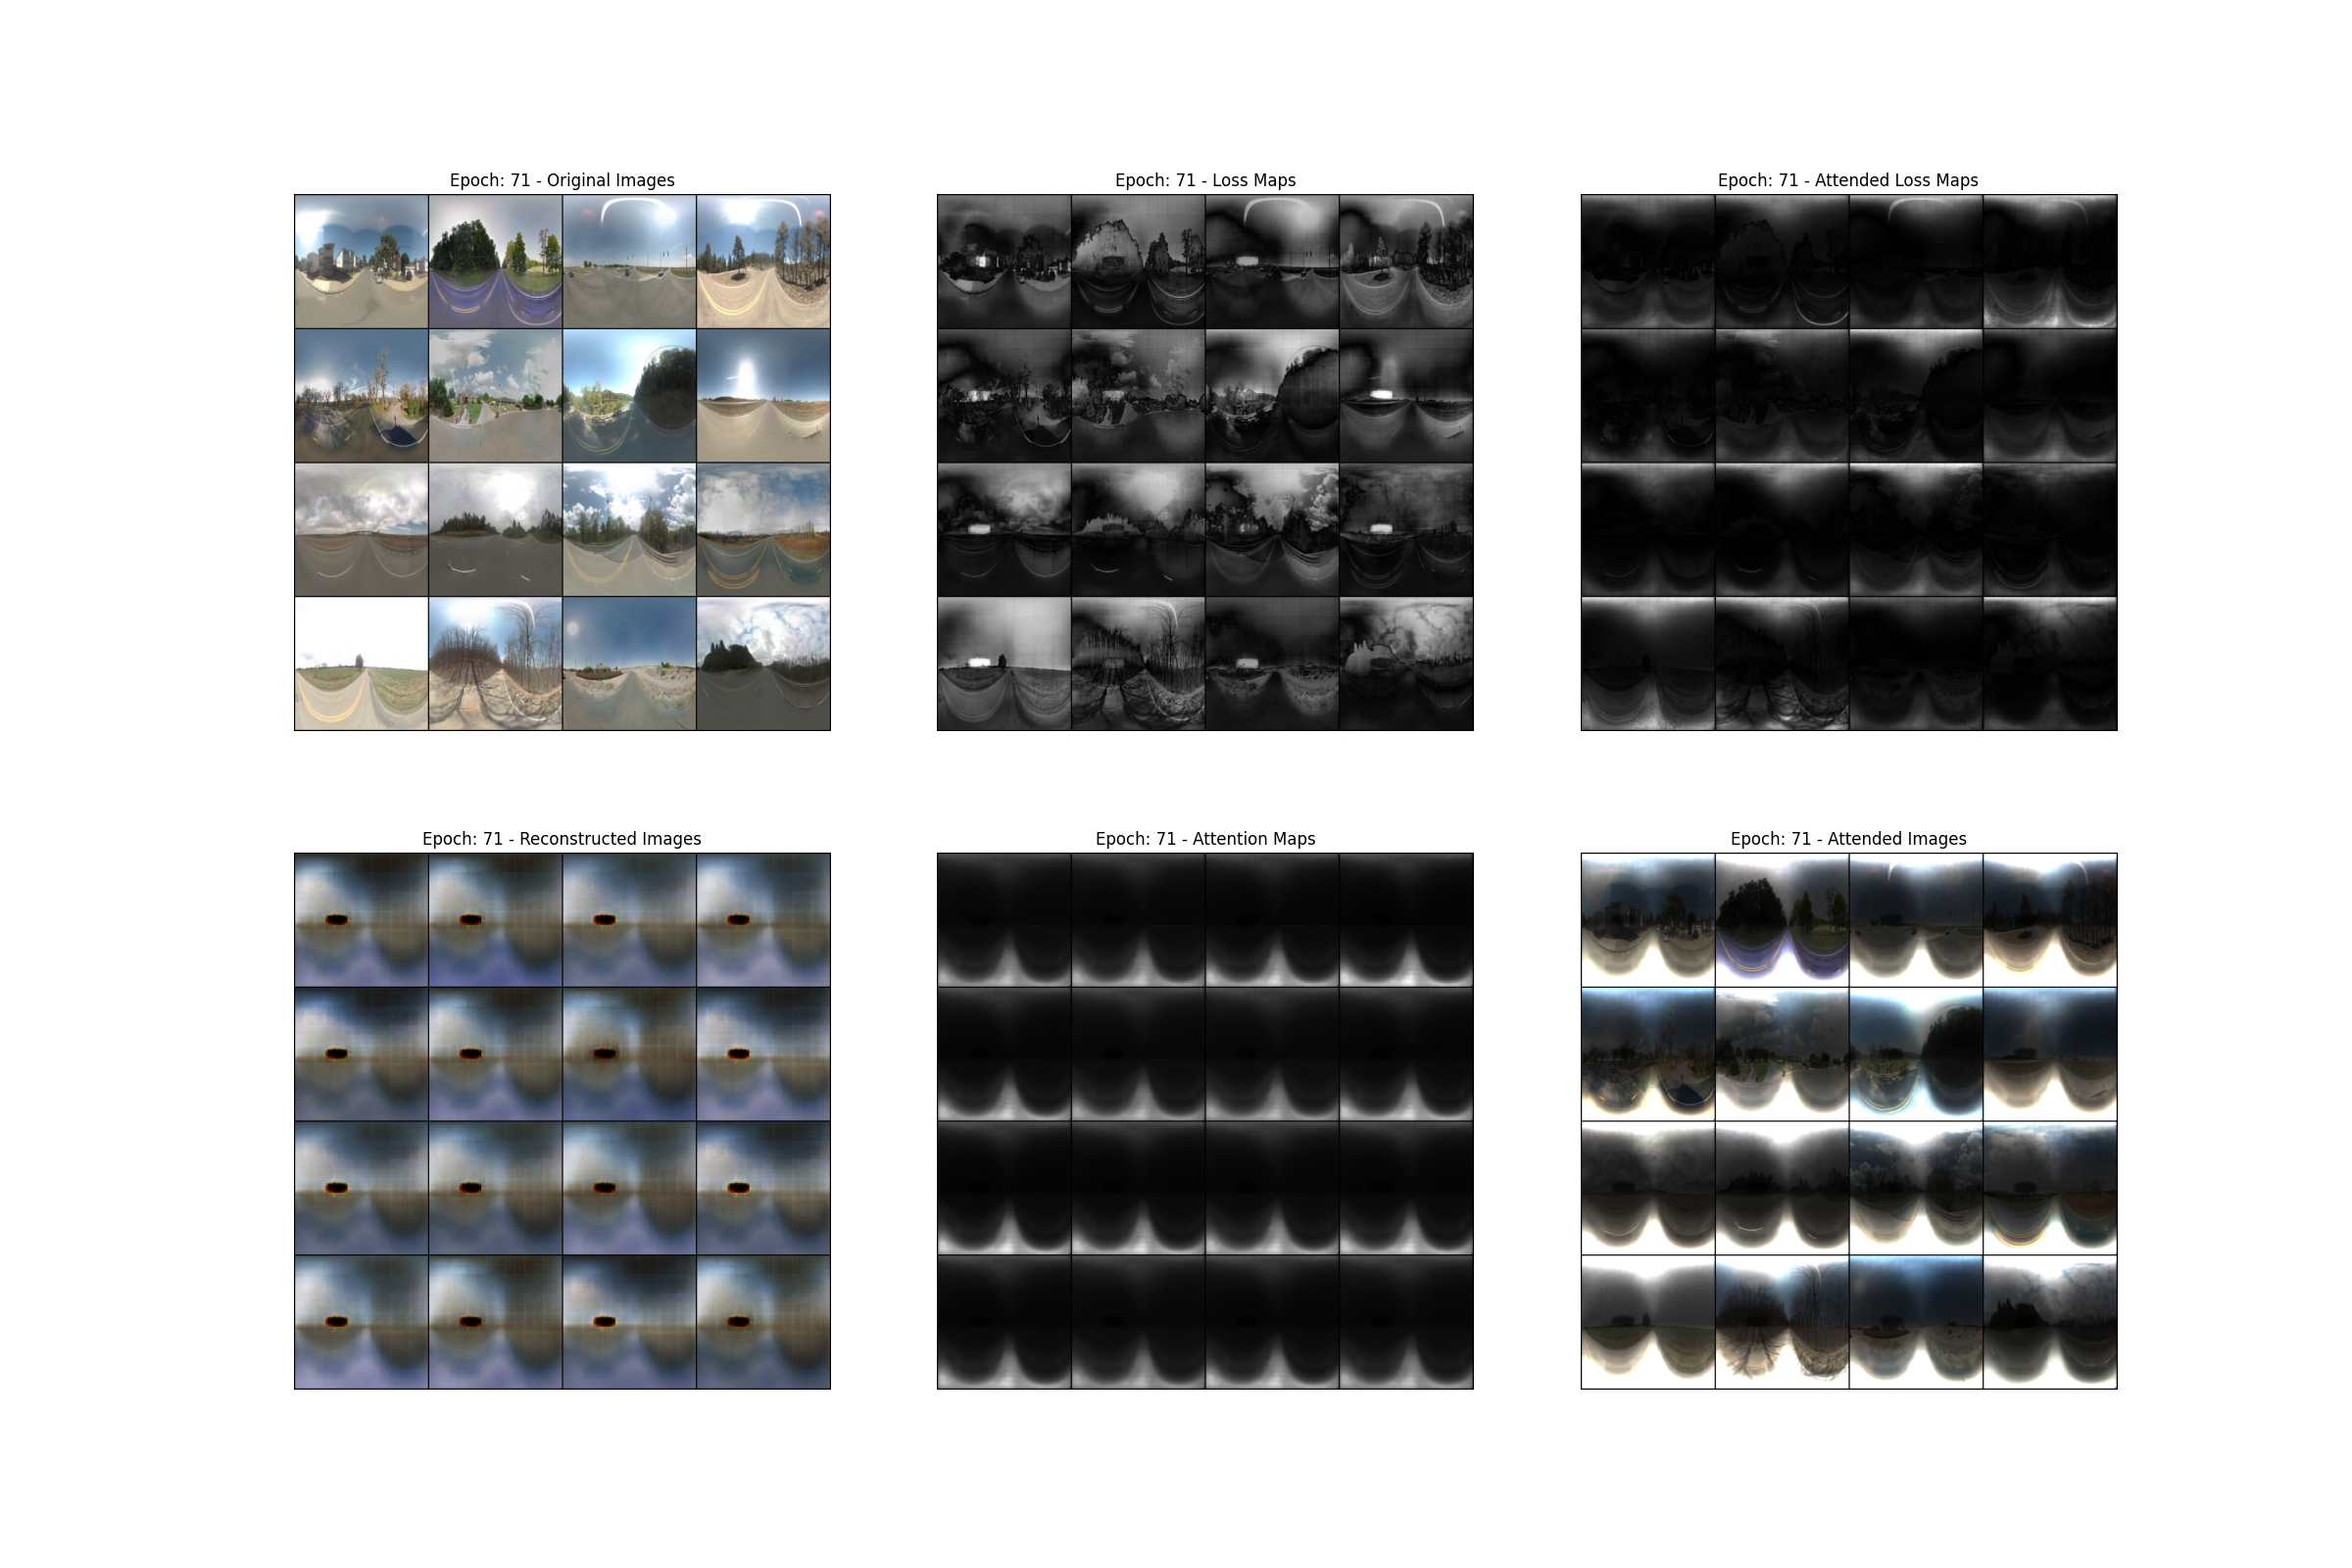 Epoch: 71 - Original Images
Epoch: 71 - Loss Maps
Epoch: 71 - Attended Loss Maps
Epoch: 71 - Reconstructed Images
Epoch: 71 - Attention Maps
Epoch: 71 - Attended Images